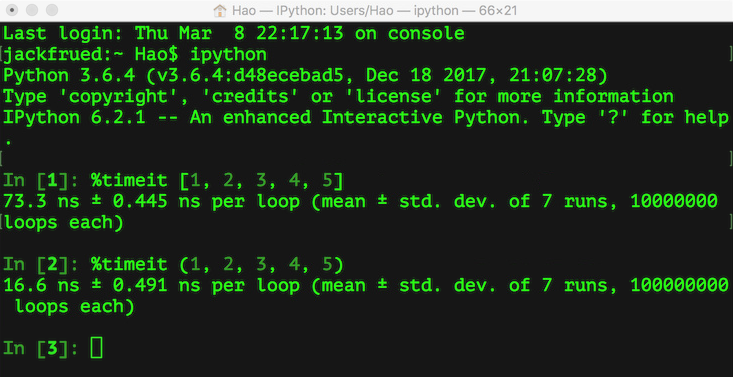 Hao — IPython: Users/Hao — ipython — 66×21
Last login: Thu Mar  8 22:17:13 on console
[jackfrued:~ Hao$ ipython ]
Python 3.6.4 (v3.6.4:d48ecebad5, Dec 18 2017, 21:07:28)
Type 'copyright', 'credits' or 'license' for more information
IPython 6.2.1 -- An enhanced Interactive Python. Type '?' for help
.
[ ]
In [1]: %timeit [1, 2, 3, 4, 5]
73.3 ns ± 0.445 ns per loop (mean ± std. dev. of 7 runs, 10000000
[loops each) ]
In [2]: %timeit (1, 2, 3, 4, 5)
16.6 ns ± 0.491 ns per loop (mean ± std. dev. of 7 runs, 100000000
 loops each)
In [3]: